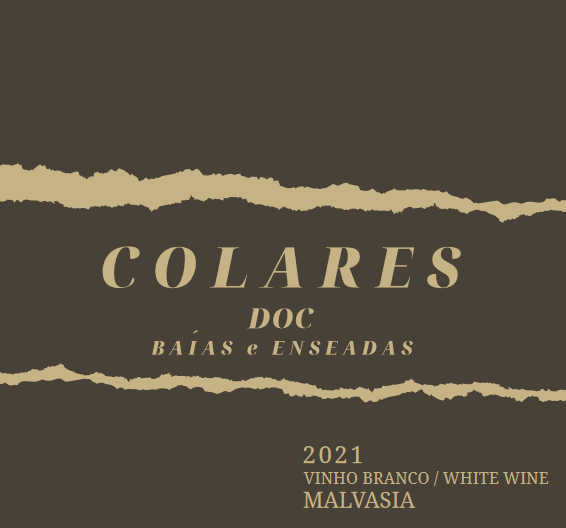 COLARES
DOC
BAÍAS e ENSEADAS
2021
VINHO BRANCO / WHITE WINE
MALVASIA